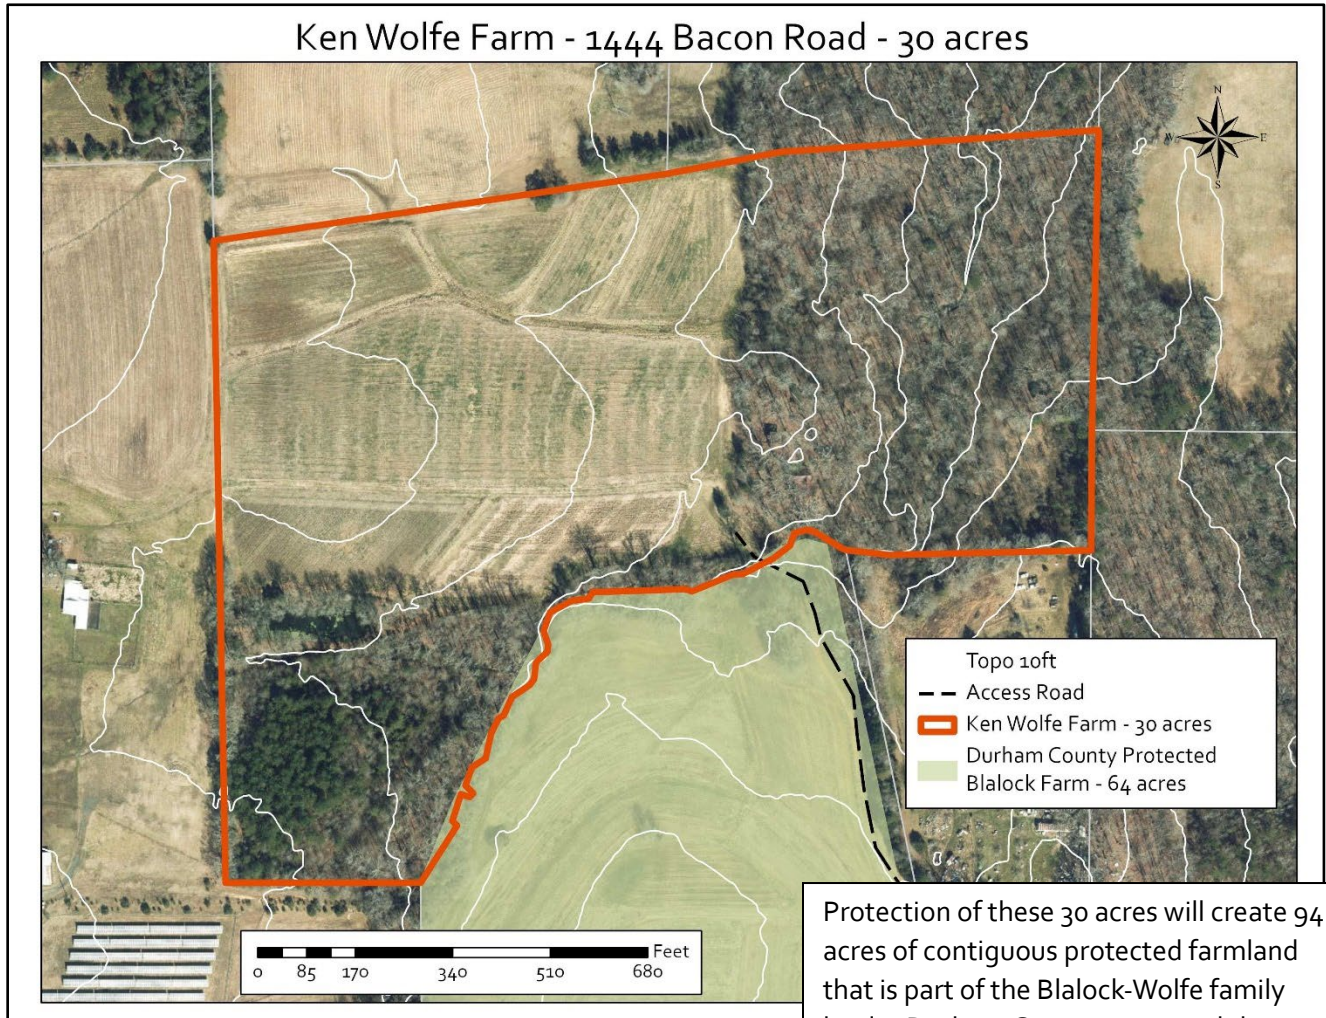 Ken Wolfe Farm - 1444 Bacon Road - 30 acres
N
W E
S
Topo 10ft
Access Road
Ken Wolfe Farm - 30 acres
Durham County Protected
Blalock Farm - 64 acres
Feet
0 85 170 340 510 680
Protection of these 30 acres will create 94
acres of contiguous protected farmland
that is part of the Blalock-Wolfe family